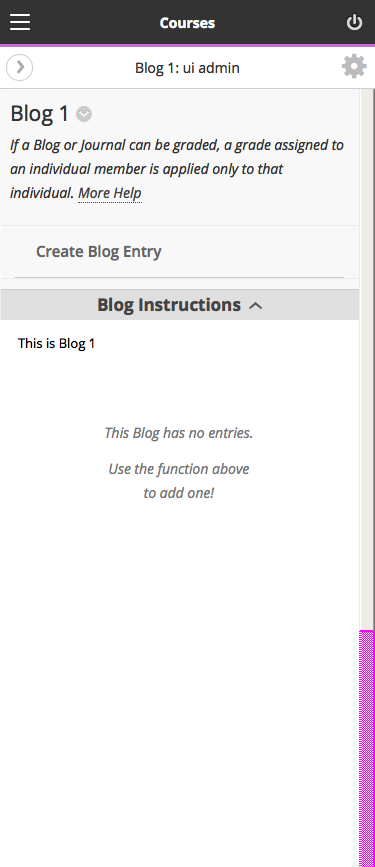 Courses
Blog 1: ui admin
Blog 1
If a Blog or Journal can be graded, a grade assigned to
an individual member is applied only to that
individual. More Help
Create Blog Entry
Blog Instructions
This is Blog 1
This Blog has no entries.
Use the function above
to add one!